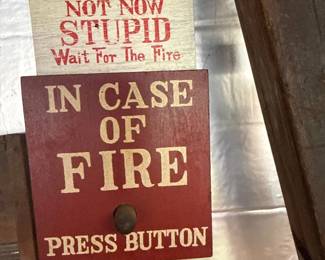 NOT NOW
STUPID
Wait For The Fire
IN CASE
OF
FIRE
PRESS BUTTON